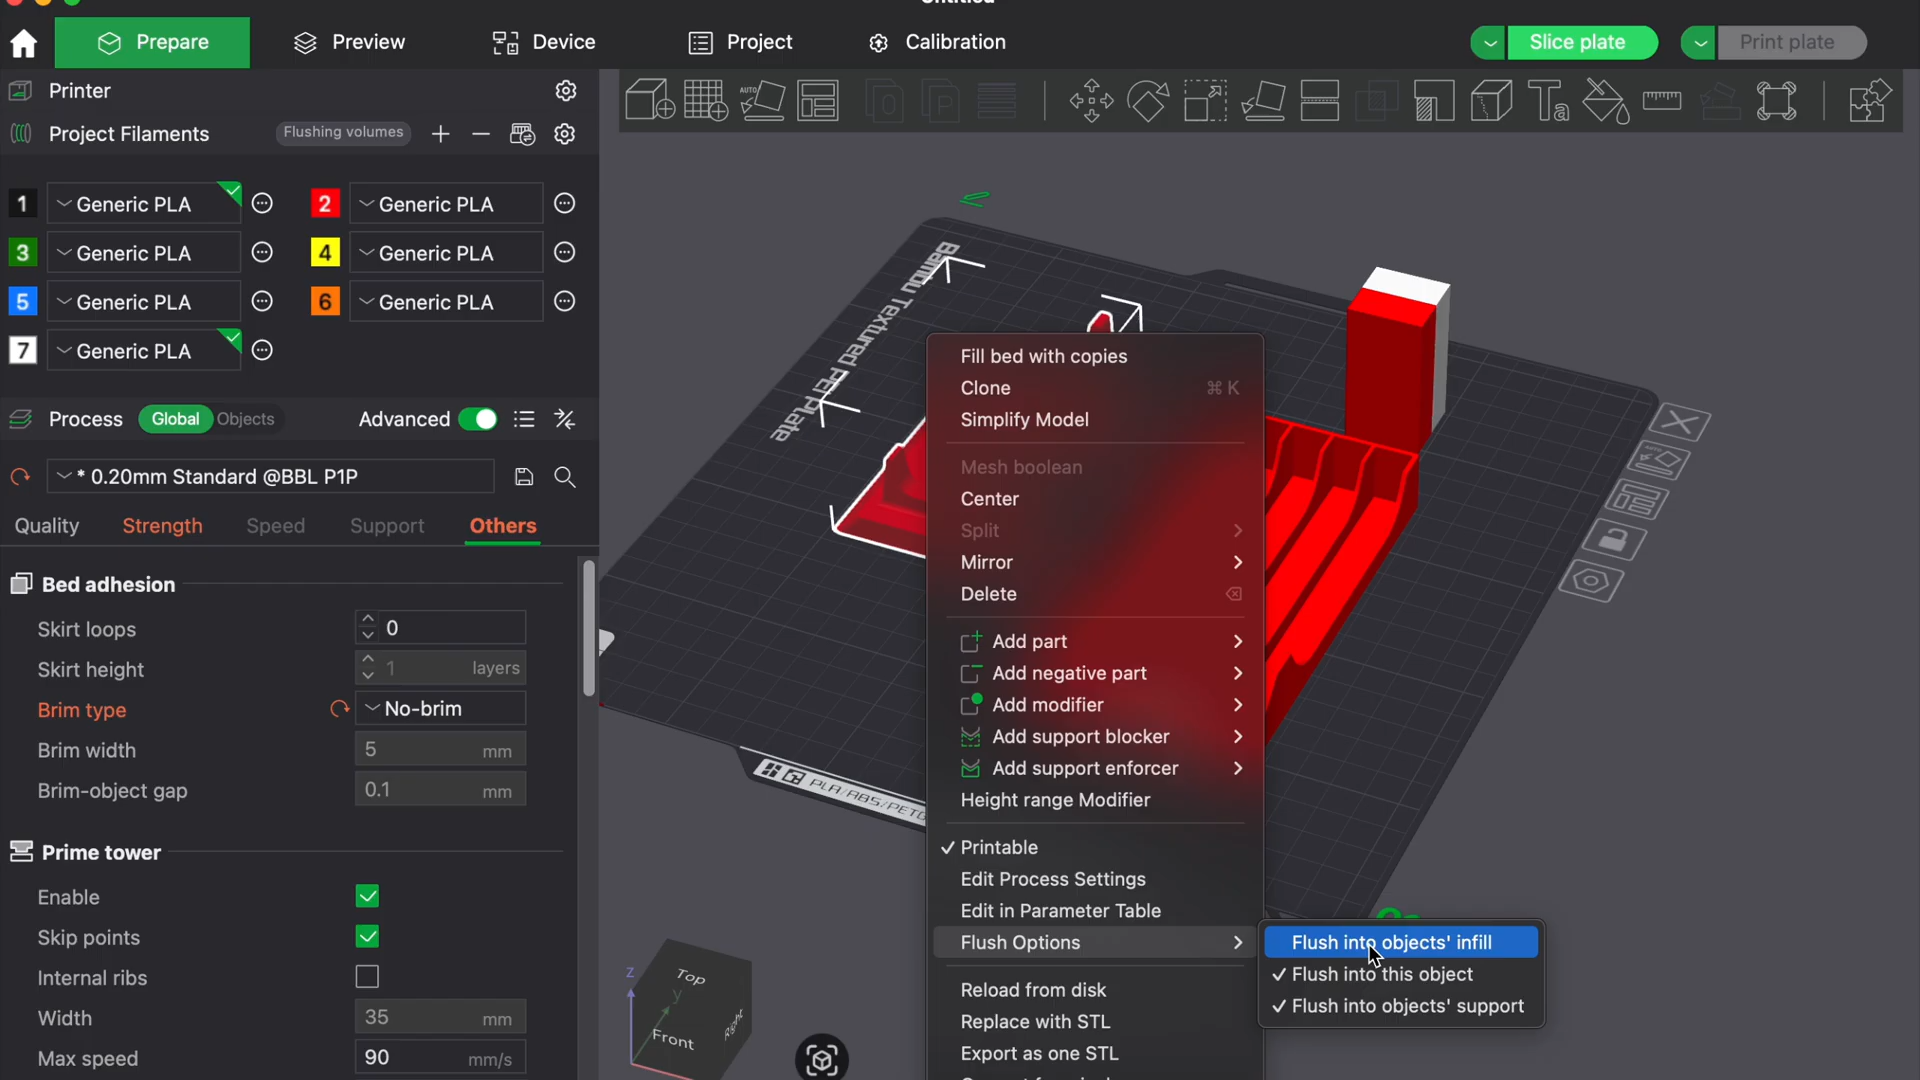 Untitled
Prepare
Preview
Device
Project
Calibration
Slice plate
Print plate
Printer
Project Filaments
Flushing volumes
1 Generic PLA
2 Generic PLA
3 Generic PLA
4 Generic PLA
5 Generic PLA
6 Generic PLA
7 Generic PLA
Process Global Objects
Advanced
* 0.20mm Standard @BBL P1P
Quality Strength Speed Support Others
Bed adhesion
Skirt loops 0
Skirt height 1 layers
Brim type No-brim
Brim width 5 mm
Brim-object gap 0.1 mm
Prime tower
Enable
Skip points
Internal ribs
Width 35 mm
Max speed 90 mm/s
AUTO
Ta
Bambu Textured PEI Plate
PLA/ABS/PETG
Fill bed with copies
Clone ⌘ K
Simplify Model
Mesh boolean
Center
Split
Mirror
Delete
Add part
Add negative part
Add modifier
Add support blocker
Add support enforcer
Height range Modifier
Printable
Edit Process Settings
Edit in Parameter Table
Flush Options
Reload from disk
Replace with STL
Export as one STL
Flush into objects' infill
Flush into this object
Flush into objects' support
Top
Front
Right
z
y